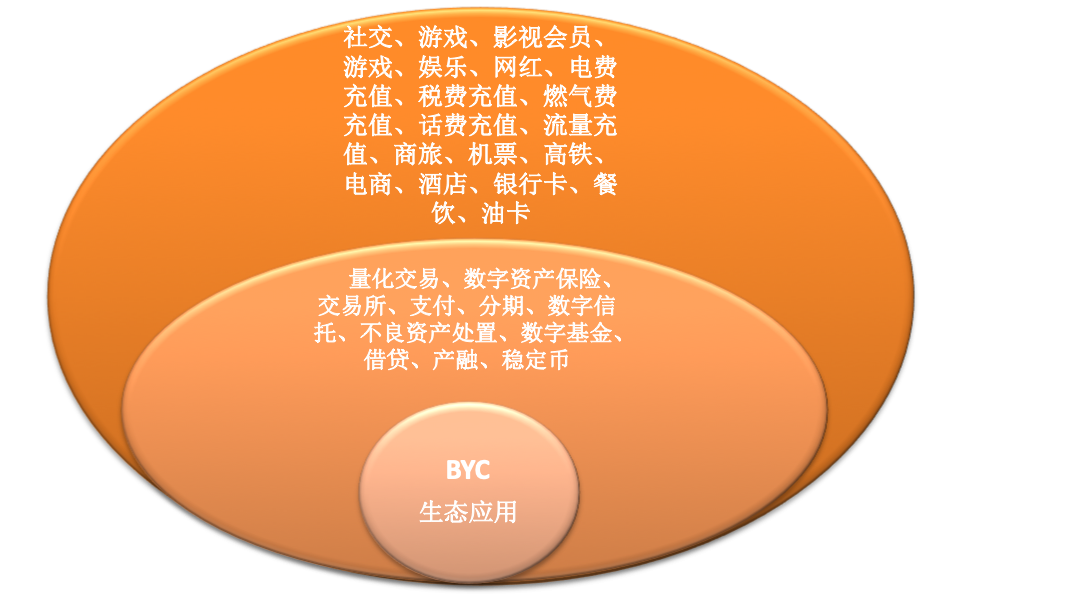 社交、游戏、影视会员、
游戏、娱乐、网红、电费
充值、税费充值、燃气费
充值、话费充值、流量充
值、商旅、机票、高铁、
电商、酒店、银行卡、餐
饮、油卡
量化交易、数字资产保险、
交易所、支付、分期、数字信
托、不良资产处置、数字基金、
借贷、产融、稳定币
BYC
生态应用